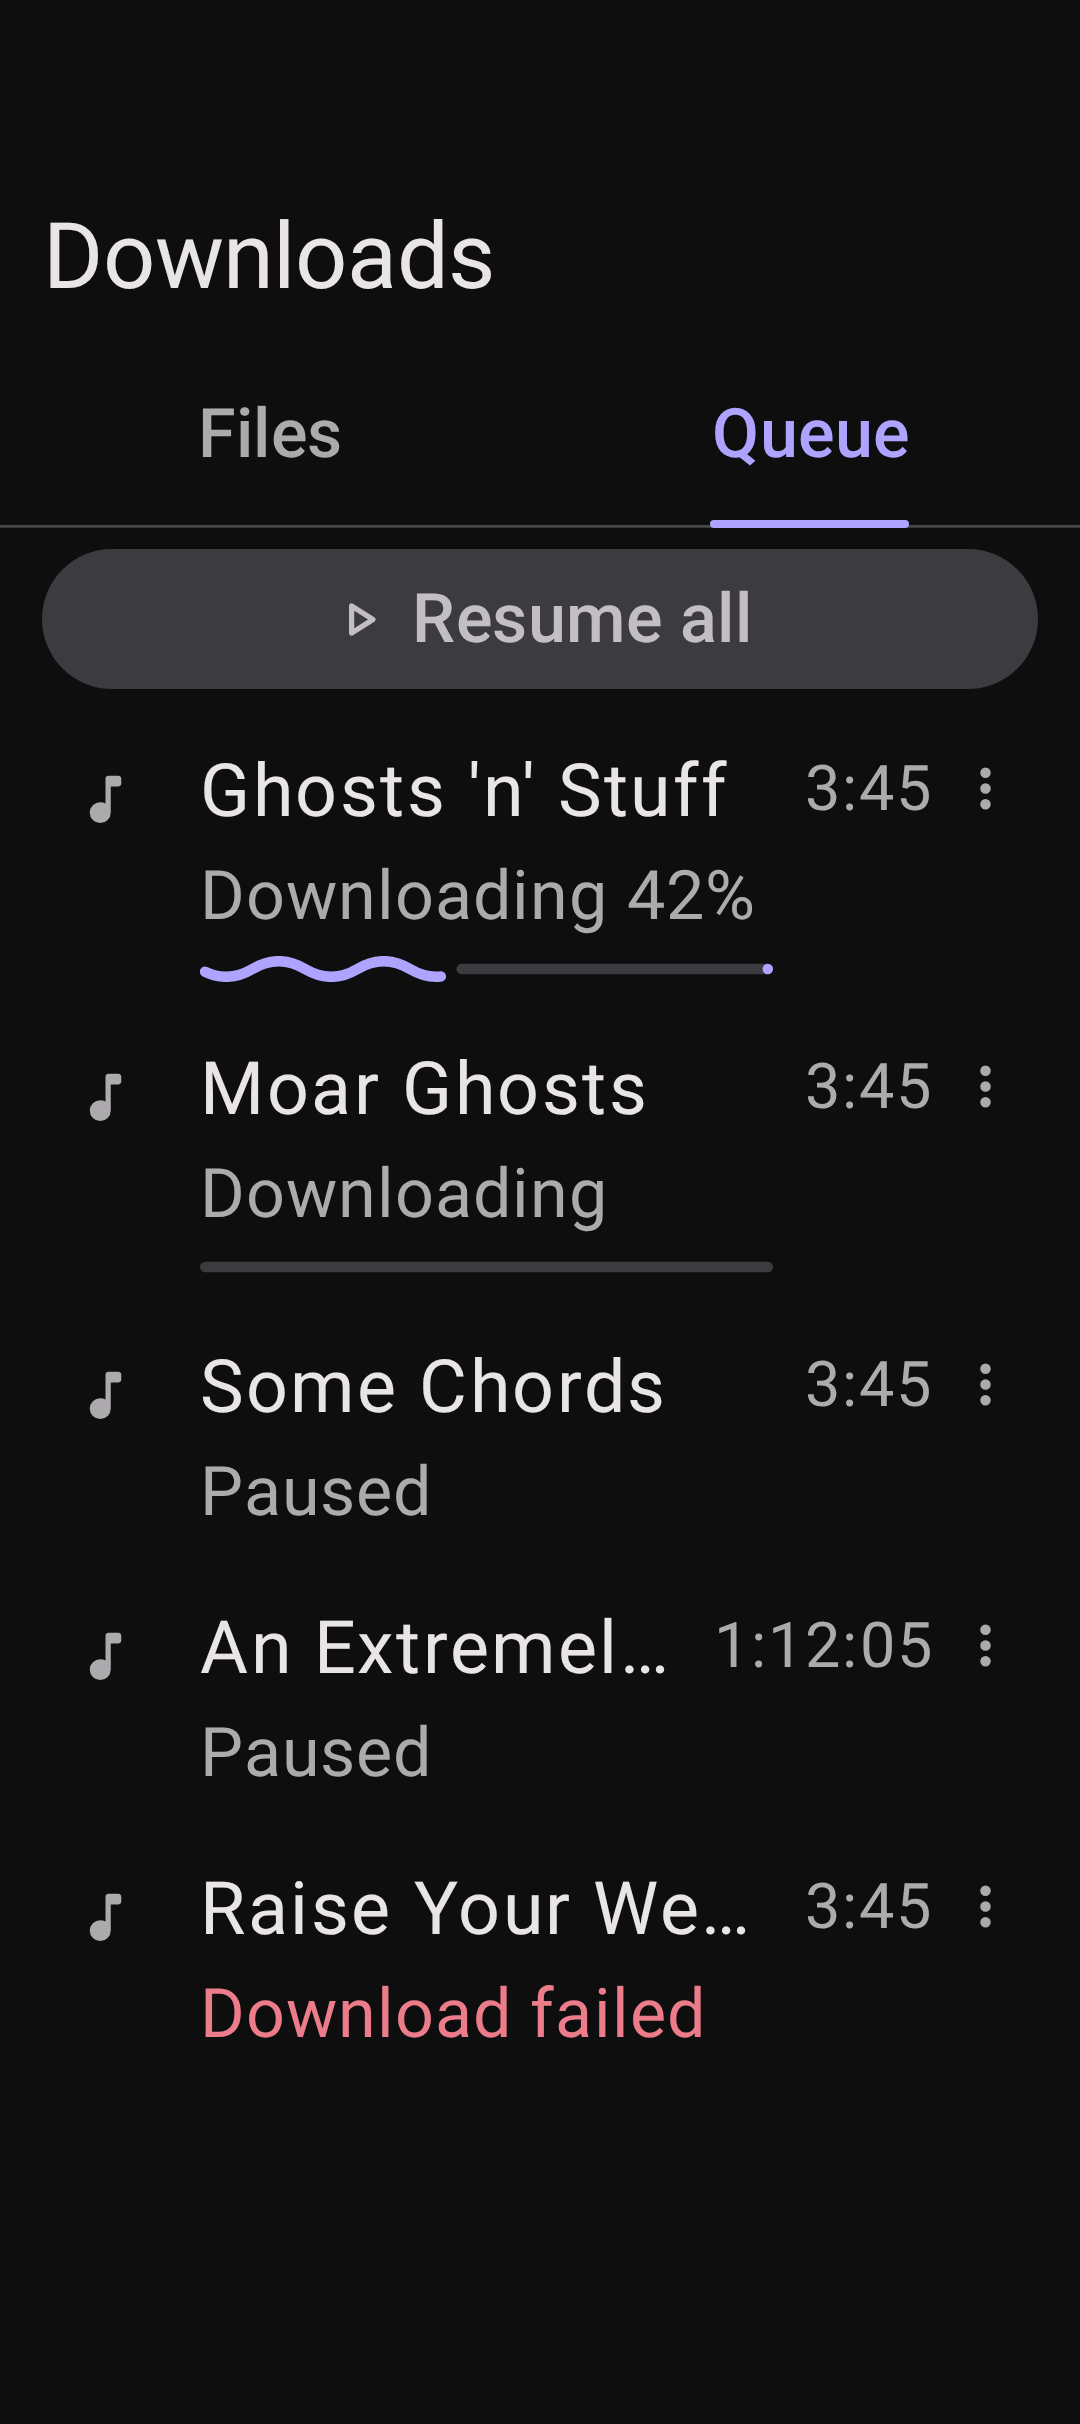 Downloads
Files
Queue
Resume all
Ghosts 'n' Stuff
3:45
Downloading 42%
Moar Ghosts
3:45
Downloading
Some Chords
3:45
Paused
An Extremel…
1:12:05
Paused
Raise Your We…
3:45
Download failed